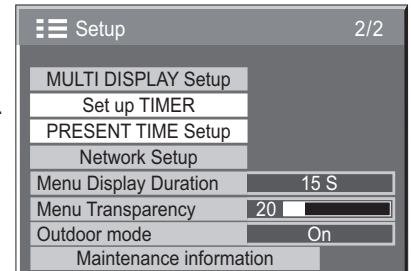 Setup 2/2
MULTI DISPLAY Setup
Set up TIMER
PRESENT TIME Setup
Network Setup
Menu Display Duration 15 S
Menu Transparency 20
Outdoor mode On
Maintenance information